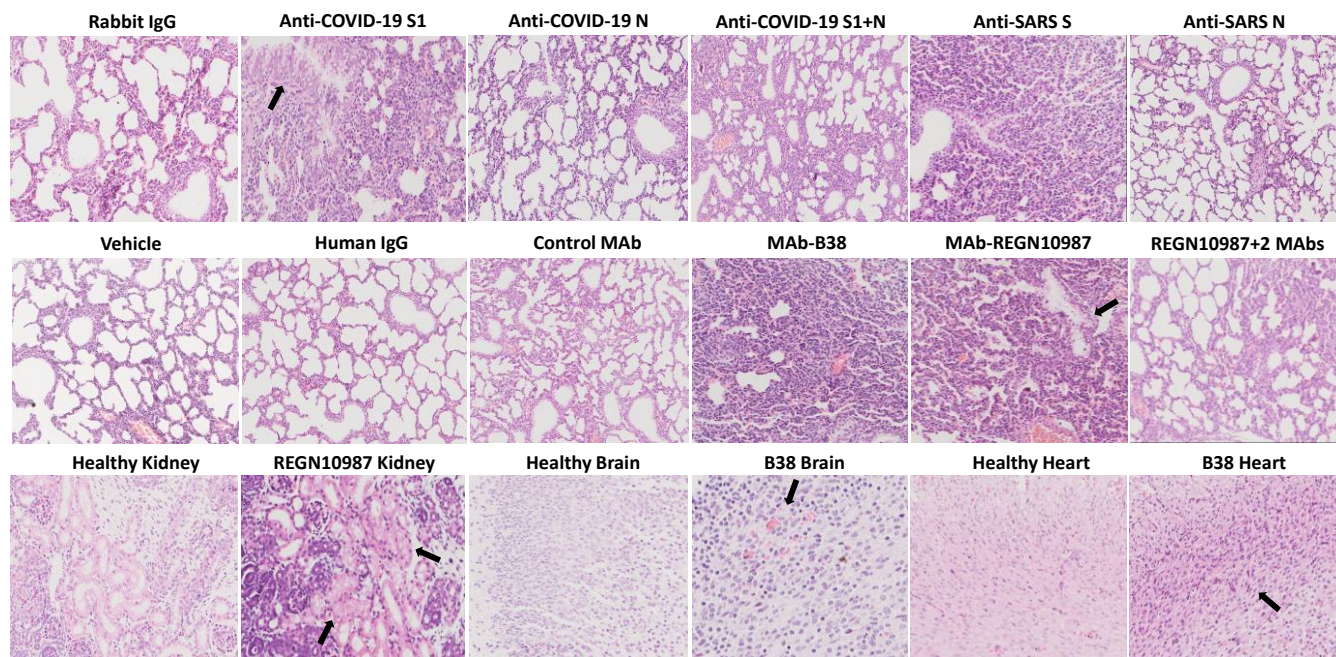 Rabbit IgG
Anti-COVID-19 S1
Anti-COVID-19 N
Anti-COVID-19 S1+N
Anti-SARS S
Anti-SARS N
Vehicle
Human IgG
Control MAb
MAb-B38
MAb-REGN10987
REGN10987+2 MAbs
Healthy Kidney
REGN10987 Kidney
Healthy Brain
B38 Brain
Healthy Heart
B38 Heart